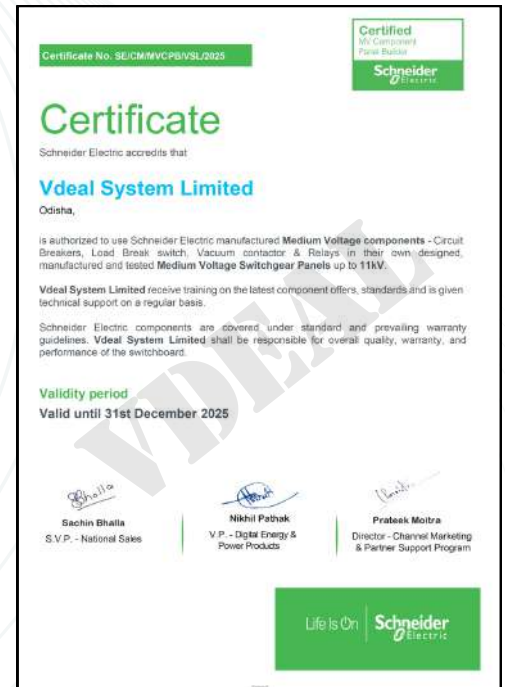 Certified
MV Component
Panel Builder
Schneider
Electric
Certificate No. SE/CM/MVCPB/VSL/2025
Certificate
Schneider Electric accredits that
Vdeal System Limited
Odisha,
is authorized to use Schneider Electric manufactured Medium Voltage components - Circuit
Breakers, Load Break switch, Vacuum contactor & Relays in their own designed,
manufactured and tested Medium Voltage Switchgear Panels up to 11kV.
Vdeal System Limited receive training on the latest component offers, standards and is given
technical support on a regular basis.
Schneider Electric components are covered under standard and prevailing warranty
guidelines. Vdeal System Limited shall be responsible for overall quality, warranty, and
performance of the switchboard.
VDEAL
Validity period
Valid until 31st December 2025
Sachin Bhalla
S.V.P. - National Sales
Nikhil Pathak
V.P. - Digital Energy &
Power Products
Prateek Moitra
Director - Channel Marketing
& Partner Support Program
Life Is On
Schneider
Electric